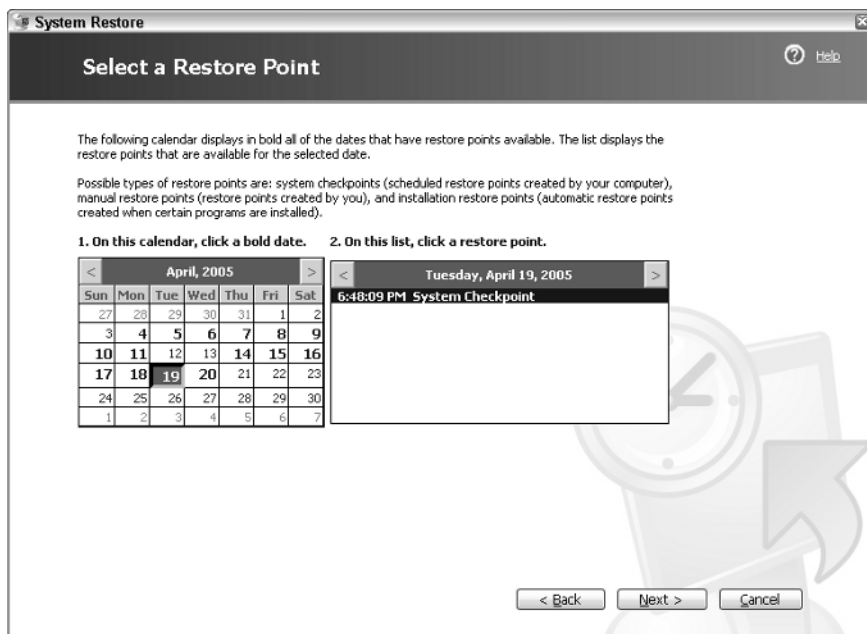 System Restore
Select a Restore Point
Help
The following calendar displays in bold all of the dates that have restore points available. The list displays the
restore points that are available for the selected date.
Possible types of restore points are: system checkpoints (scheduled restore points created by your computer),
manual restore points (restore points created by you), and installation restore points (automatic restore points
created when certain programs are installed).
1. On this calendar, click a bold date. 2. On this list, click a restore point.
< April, 2005 >
Sun Mon Tue Wed Thu Fri Sat
27 28 29 30 31 1 2
3 4 5 6 7 8 9
10 11 12 13 14 15 16
17 18 19 20 21 22 23
24 25 26 27 28 29 30
1 2 3 4 5 6 7
< Tuesday, April 19, 2005 >
6:48:09 PM System Checkpoint
< Back Next > Cancel